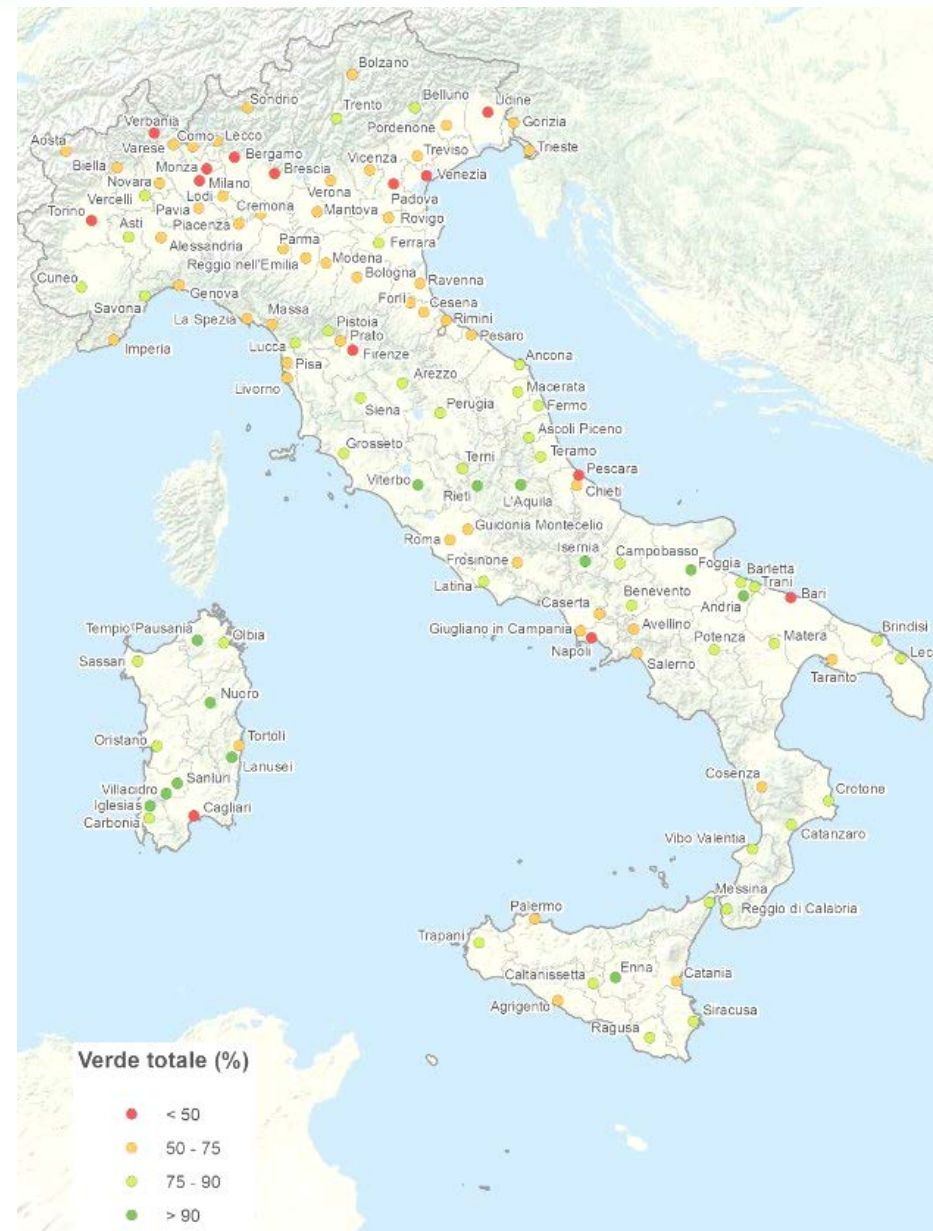 Bolzano
Sondrio
Trento
Belluno
Udine
Verbania
Pordenone
Gorizia
Aosta
Varese
Como
Lecco
Bergamo
Treviso
Trieste
Biella
Monza
Brescia
Vicenza
Venezia
Novara
Milano
Verona
Padova
Vercelli
Lodi
Torino
Pavia
Cremona
Mantova
Rovigo
Asti
Piacenza
Alessandria
Parma
Ferrara
Reggio nell'Emilia
Modena
Cuneo
Bologna
Ravenna
Savona
Genova
Forlì
Cesena
La Spezia
Massa
Rimini
Pistoia
Prato
Pesaro
Imperia
Lucca
Firenze
Ancona
Pisa
Livorno
Arezzo
Macerata
Siena
Perugia
Fermo
Ascoli Piceno
Grosseto
Terni
Teramo
Pescara
Viterbo
Rieti
L'Aquila
Chieti
Guidonia Montecelio
Roma
Isernia
Campobasso
Foggia
Barletta
Frosinone
Trani
Latina
Benevento
Andria
Bari
Caserta
Giugliano in Campania
Avellino
Napoli
Potenza
Matera
Brindisi
Salerno
Taranto
Lec
Tempio Pausania
Olbia
Sassari
Nuoro
Oristano
Tortolì
Lanusei
Sanluri
Villacidro
Iglesias
Cagliari
Carbonia
Cosenza
Crotone
Catanzaro
Vibo Valentia
Messina
Reggio di Calabria
Palermo
Trapani
Enna
Caltanissetta
Catania
Agrigento
Siracusa
Ragusa
Verde totale (%)
< 50
50 - 75
75 - 90
> 90